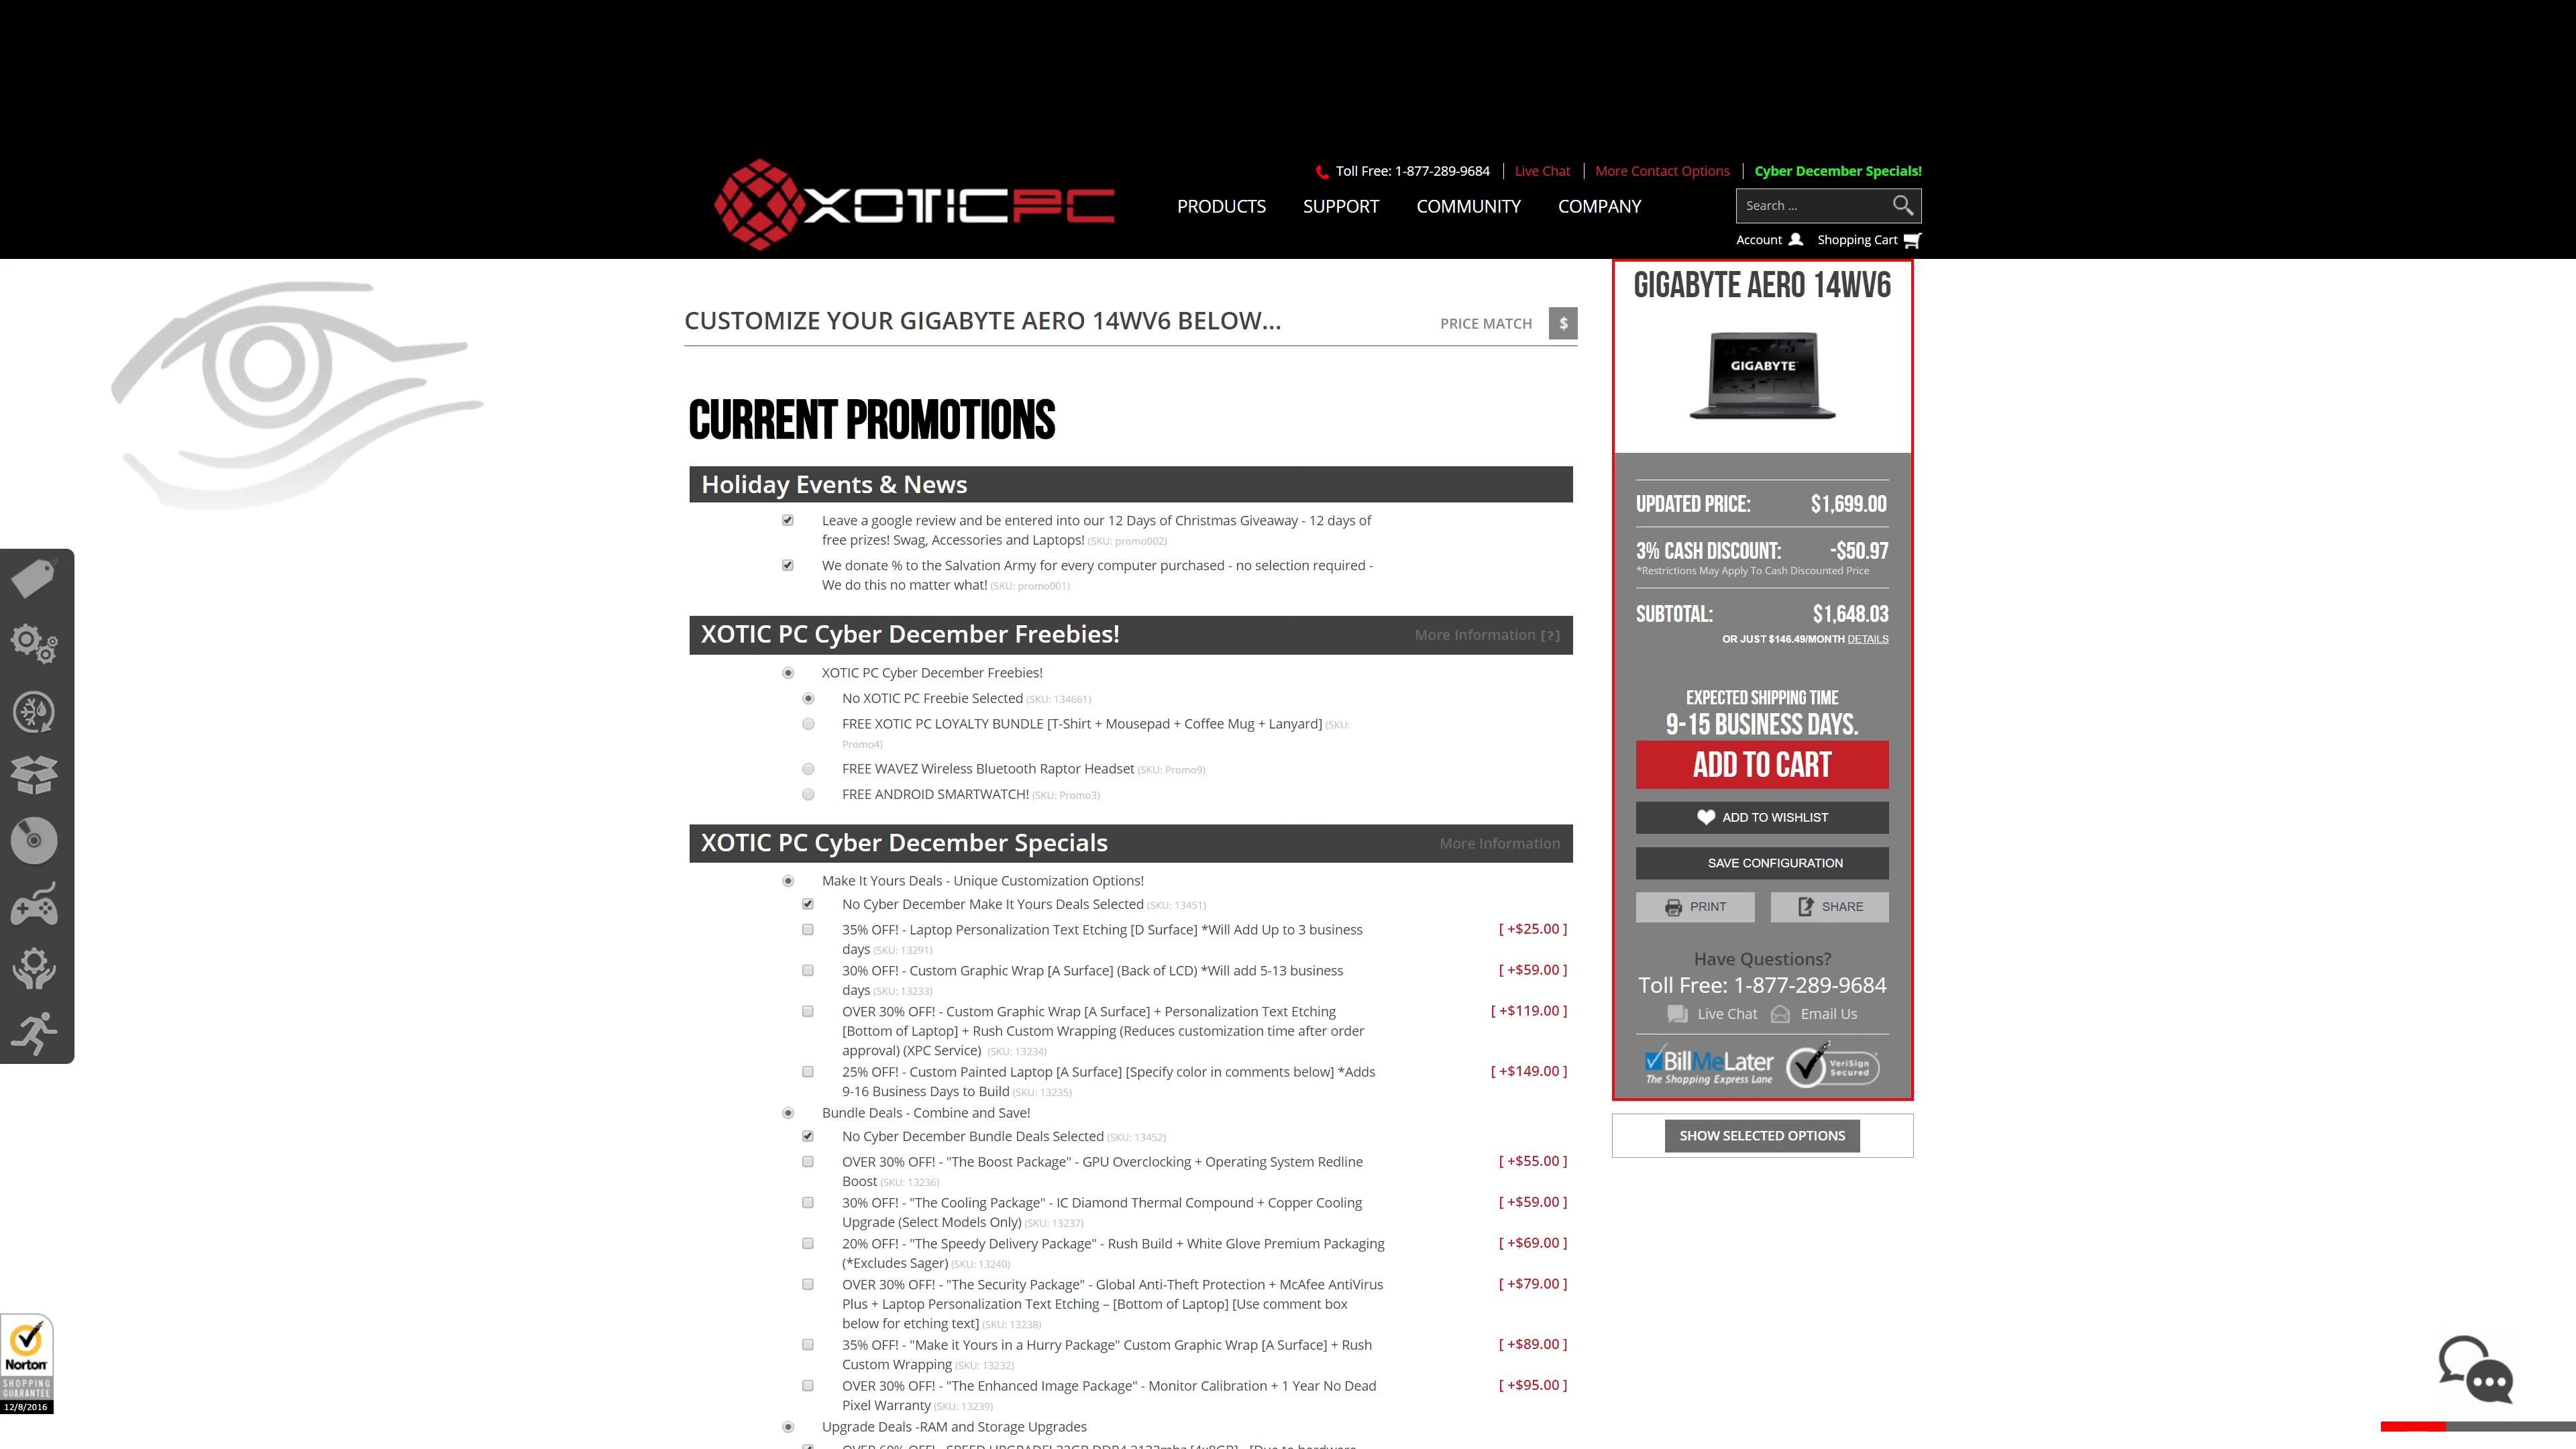 XOTICPC
Toll Free: 1-877-289-9684
Live Chat
More Contact Options
Cyber December Specials!
PRODUCTS
SUPPORT
COMMUNITY
COMPANY
Search ...
Account
Shopping Cart
CUSTOMIZE YOUR GIGABYTE AERO 14WV6 BELOW...
PRICE MATCH
$
CURRENT PROMOTIONS
Holiday Events & News
Leave a google review and be entered into our 12 Days of Christmas Giveaway - 12 days of
free prizes! Swag, Accessories and Laptops! (SKU: promo002)
We donate % to the Salvation Army for every computer purchased - no selection required -
We do this no matter what! (SKU: promo001)
XOTIC PC Cyber December Freebies!
More Information [?]
XOTIC PC Cyber December Freebies!
No XOTIC PC Freebie Selected (SKU: 134661)
FREE XOTIC PC LOYALTY BUNDLE [T-Shirt + Mousepad + Coffee Mug + Lanyard] (SKU:
Promo4)
FREE WAVEZ Wireless Bluetooth Raptor Headset (SKU: Promo9)
FREE ANDROID SMARTWATCH! (SKU: Promo3)
XOTIC PC Cyber December Specials
More Information
Make It Yours Deals - Unique Customization Options!
No Cyber December Make It Yours Deals Selected (SKU: 13451)
35% OFF! - Laptop Personalization Text Etching [D Surface] *Will Add Up to 3 business
days (SKU: 13291)
[ +$25.00 ]
30% OFF! - Custom Graphic Wrap [A Surface] (Back of LCD) *Will add 5-13 business
days (SKU: 13233)
[ +$59.00 ]
OVER 30% OFF! - Custom Graphic Wrap [A Surface] + Personalization Text Etching
[Bottom of Laptop] + Rush Custom Wrapping (Reduces customization time after order
approval) (XPC Service) (SKU: 13234)
[ +$119.00 ]
25% OFF! - Custom Painted Laptop [A Surface] [Specify color in comments below] *Adds
9-16 Business Days to Build (SKU: 13235)
[ +$149.00 ]
Bundle Deals - Combine and Save!
No Cyber December Bundle Deals Selected (SKU: 13452)
OVER 30% OFF! - "The Boost Package" - GPU Overclocking + Operating System Redline
Boost (SKU: 13236)
[ +$55.00 ]
30% OFF! - "The Cooling Package" - IC Diamond Thermal Compound + Copper Cooling
Upgrade (Select Models Only) (SKU: 13237)
[ +$59.00 ]
20% OFF! - "The Speedy Delivery Package" - Rush Build + White Glove Premium Packaging
(*Excludes Sager) (SKU: 13240)
[ +$69.00 ]
OVER 30% OFF! - "The Security Package" - Global Anti-Theft Protection + McAfee AntiVirus
Plus + Laptop Personalization Text Etching – [Bottom of Laptop] [Use comment box
below for etching text] (SKU: 13238)
[ +$79.00 ]
35% OFF! - "Make it Yours in a Hurry Package" Custom Graphic Wrap [A Surface] + Rush
Custom Wrapping (SKU: 13232)
[ +$89.00 ]
OVER 30% OFF! - "The Enhanced Image Package" - Monitor Calibration + 1 Year No Dead
Pixel Warranty (SKU: 13239)
[ +$95.00 ]
Upgrade Deals -RAM and Storage Upgrades
GIGABYTE AERO 14WV6
GIGABYTE
UPDATED PRICE: $1,699.00
3% CASH DISCOUNT: -$50.97
*Restrictions May Apply To Cash Discounted Price
SUBTOTAL: $1,648.03
OR JUST $146.49/MONTH DETAILS
EXPECTED SHIPPING TIME
9-15 BUSINESS DAYS.
ADD TO CART
ADD TO WISHLIST
SAVE CONFIGURATION
PRINT
SHARE
Have Questions?
Toll Free: 1-877-289-9684
Live Chat
Email Us
BillMeLater
The Shopping Express Lane
VeriSign
Secured
SHOW SELECTED OPTIONS
Norton
SHOPPING
GUARANTEE
12/8/2016